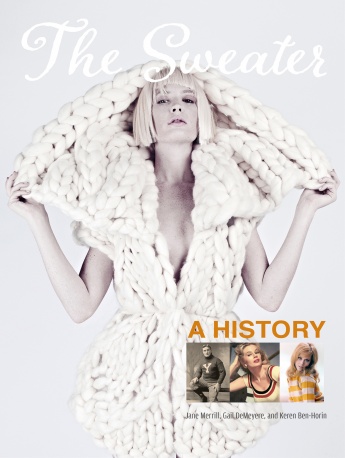 The Sweater
A HISTORY
Jane Merrill, Gail DeMeyere, and Keren Ben-Horin